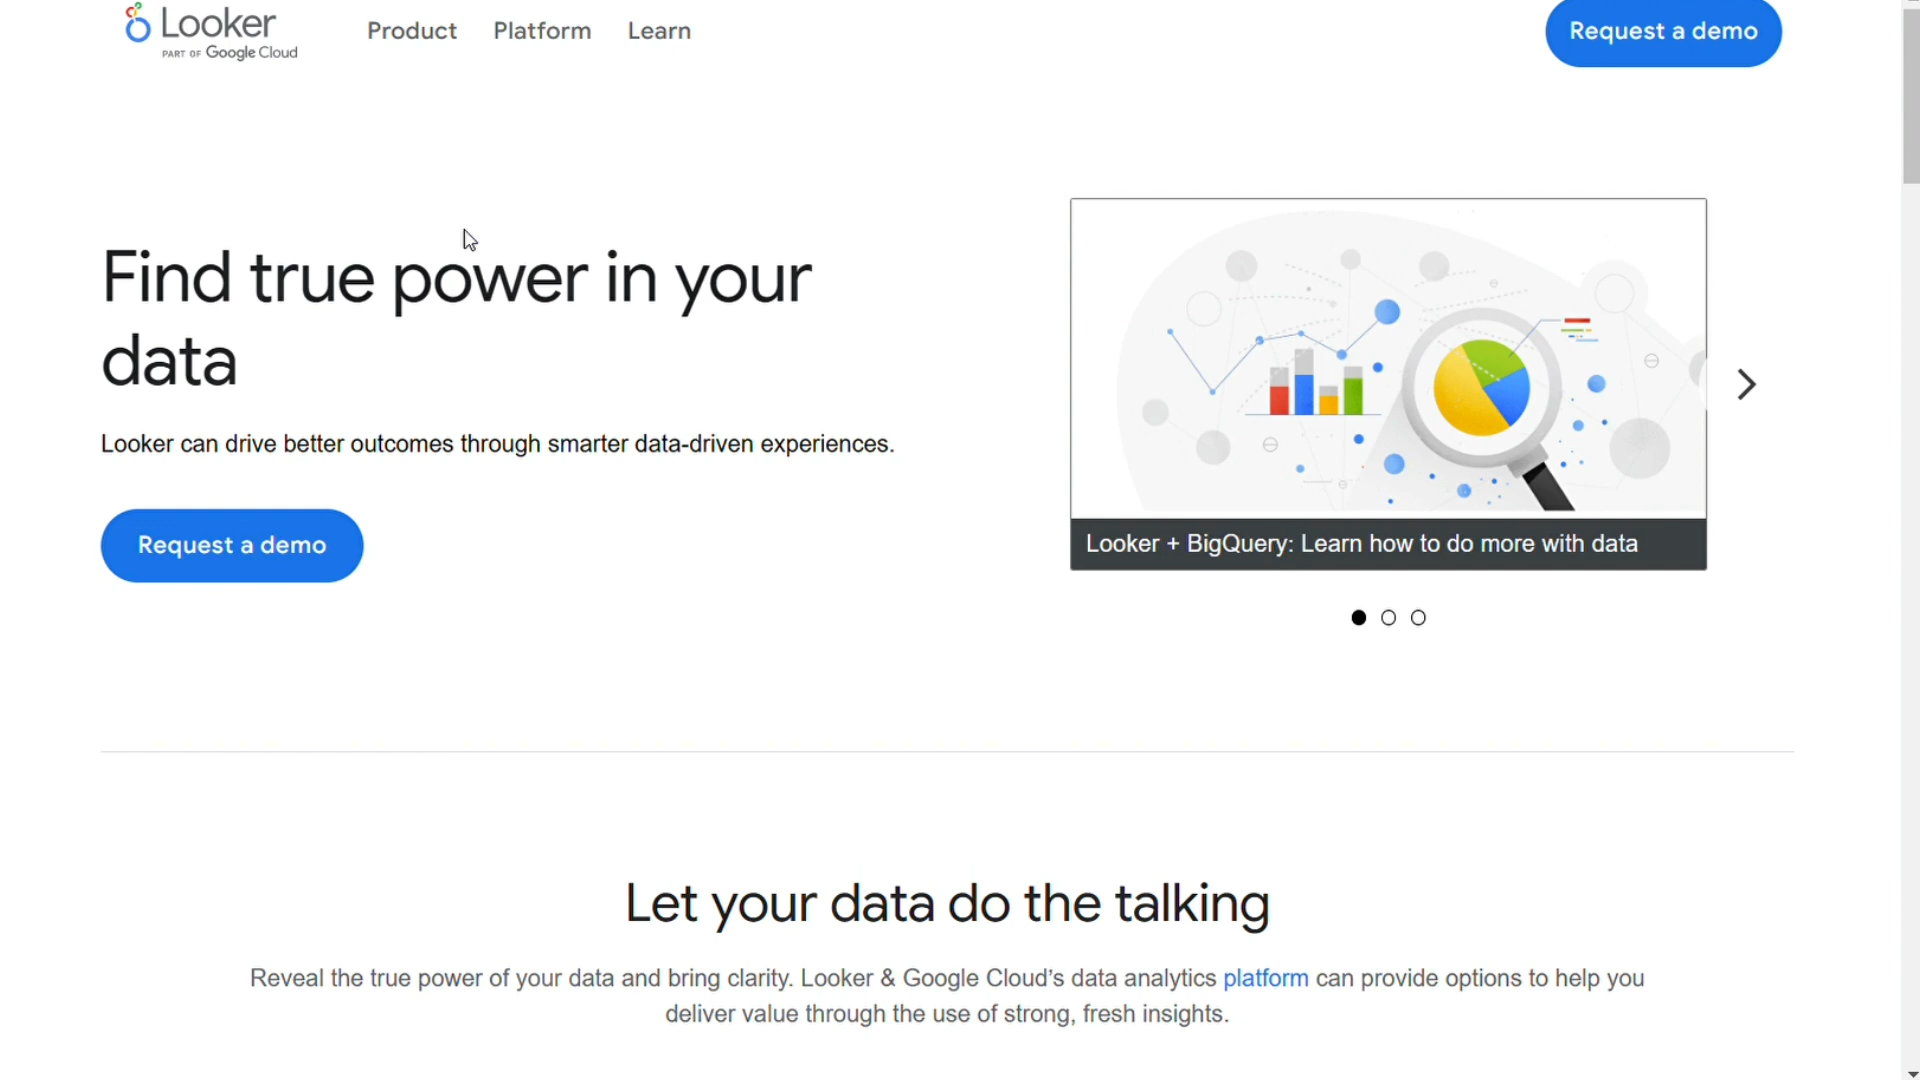 Looker
PART OF Google Cloud
Product
Platform
Learn
Request a demo
Find true power in your
data
Looker can drive better outcomes through smarter data-driven experiences.
Request a demo
Looker + BigQuery: Learn how to do more with data
Let your data do the talking
Reveal the true power of your data and bring clarity. Looker & Google Cloud’s data analytics platform can provide options to help you
deliver value through the use of strong, fresh insights.